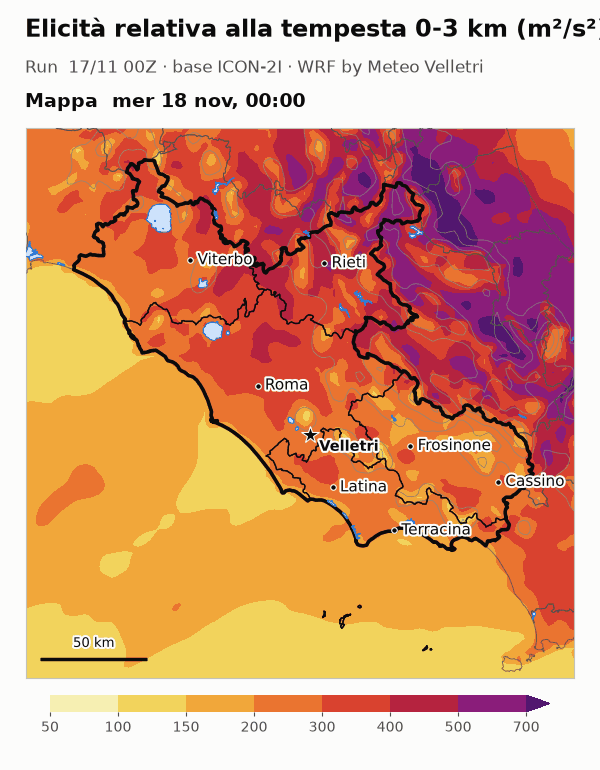 Elicità relativa alla tempesta 0-3 km (m²/s²)
Run 17/11 00Z · base ICON-2I · WRF by Meteo Velletri
Mappa mer 18 nov, 00:00
Viterbo
Rieti
Roma
Velletri
Frosinone
Cassino
Latina
Terracina
50 km
50 100 150 200 300 400 500 700